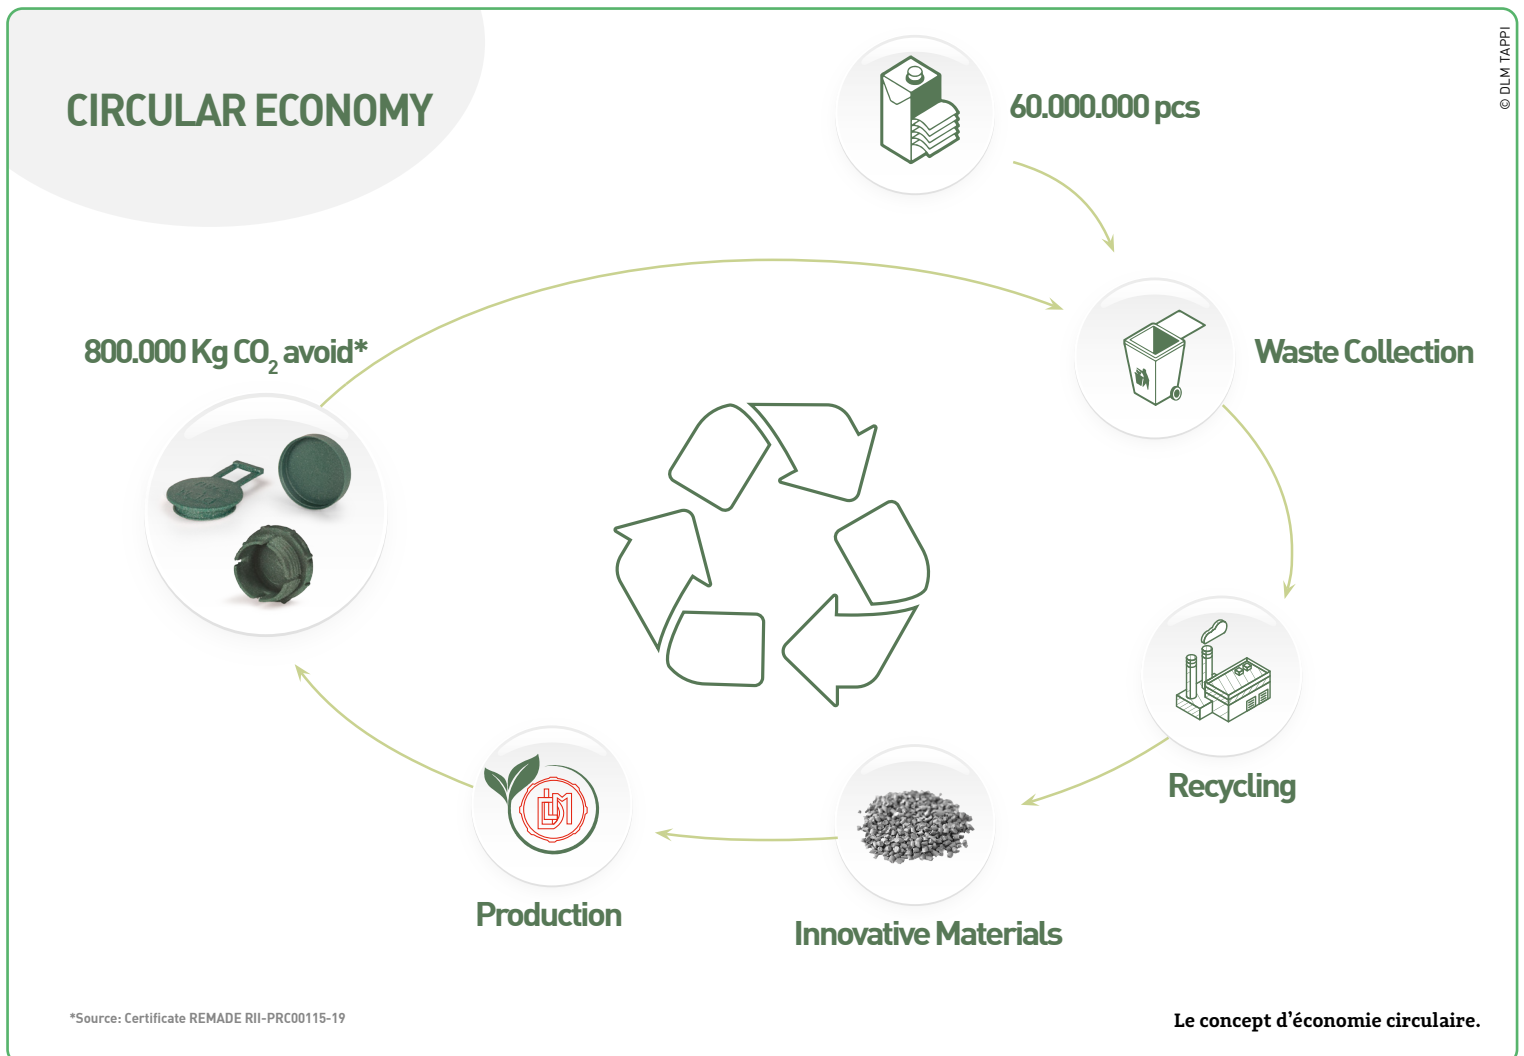 © DLM TAPPI
CIRCULAR ECONOMY
60.000.000 pcs
800.000 Kg CO₂ avoid*
Waste Collection
Recycling
DLM
Production
Innovative Materials
*Source: Certificate REMADE RII-PRC00115-19
Le concept d’économie circulaire.